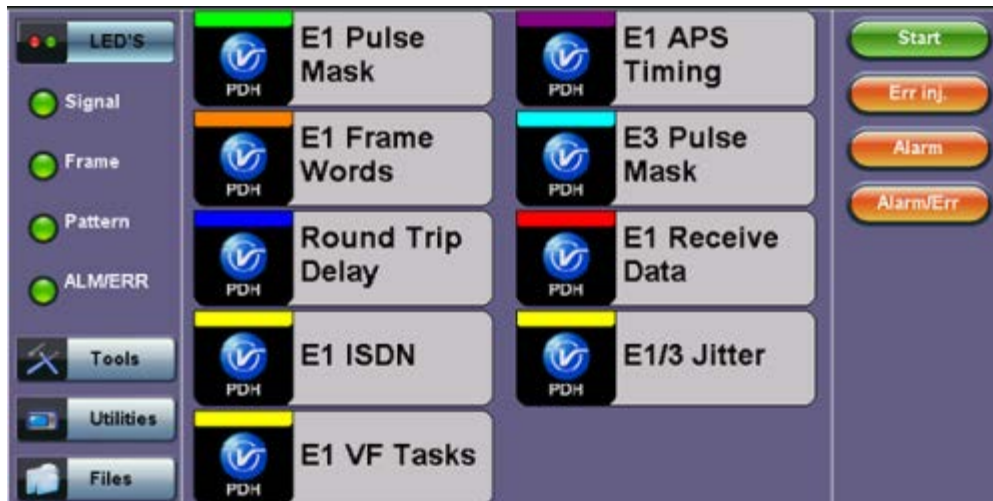 LED'S
Signal
Frame
Pattern
ALM/ERR
Tools
Utilities
Files
PDH
E1 Pulse
Mask
PDH
E1 APS
Timing
PDH
E1 Frame
Words
PDH
E3 Pulse
Mask
PDH
Round Trip
Delay
PDH
E1 Receive
Data
PDH
E1 ISDN
PDH
E1/3 Jitter
PDH
E1 VF Tasks
Start
Err inj.
Alarm
Alarm/Err